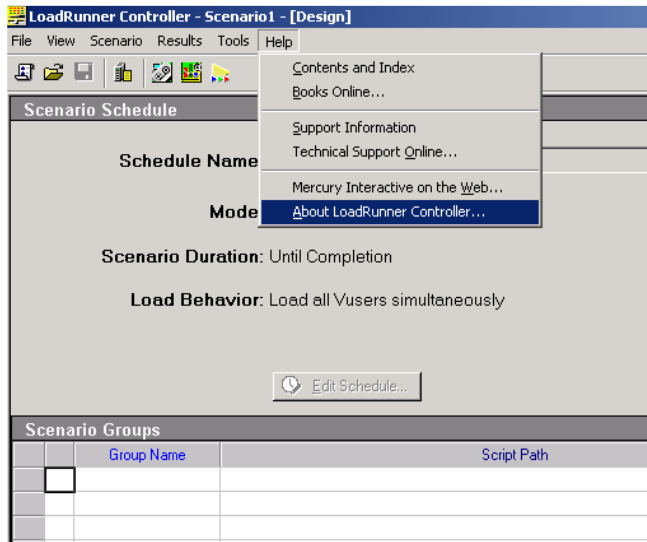 LoadRunner Controller - Scenario1 - [Design]
File View Scenario Results Tools Help
Contents and Index
Books Online...
Support Information
Technical Support Online...
Mercury Interactive on the Web...
About LoadRunner Controller...
Scenario Schedule
Schedule Name
Mode
Scenario Duration: Until Completion
Load Behavior: Load all Vusers simultaneously
Edit Schedule...
Scenario Groups
Group Name Script Path